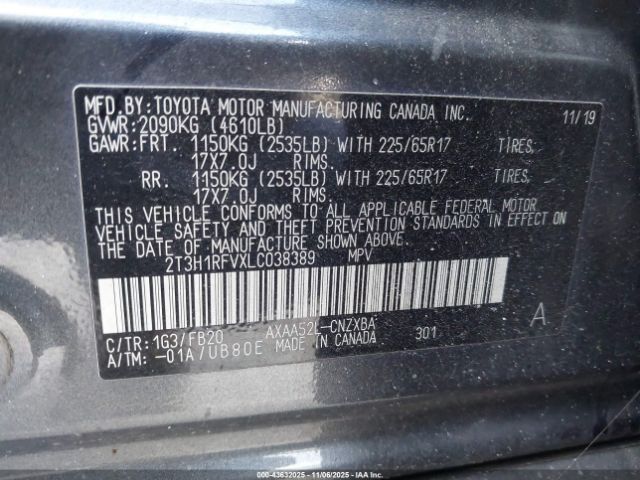 MFD. BY: TOYOTA MOTOR MANUFACTURING CANADA INC. 11/19
GVWR: 2090KG (4610LB)
GAWR: FRT. 1150KG (2535LB) WITH 225/65R17 TIRES,
17X7.0J RIMS.
RR. 1150KG (2535LB) WITH 225/65R17 TIRES,
17X7.0J RIMS.
THIS VEHICLE CONFORMS TO ALL APPLICABLE FEDERAL MOTOR
VEHICLE SAFETY AND THEFT PREVENTION STANDARDS IN EFFECT ON
THE DATE OF MANUFACTURE SHOWN ABOVE.
2T3H1RFVXLC038389 MPV
A
C/TR: 1G3/FB20 AXAA52L-CNZXBA 301
A/TM: -01A/UB80E MADE IN CANADA
000-43632025 - 11/06/2025 - IAAI.COM